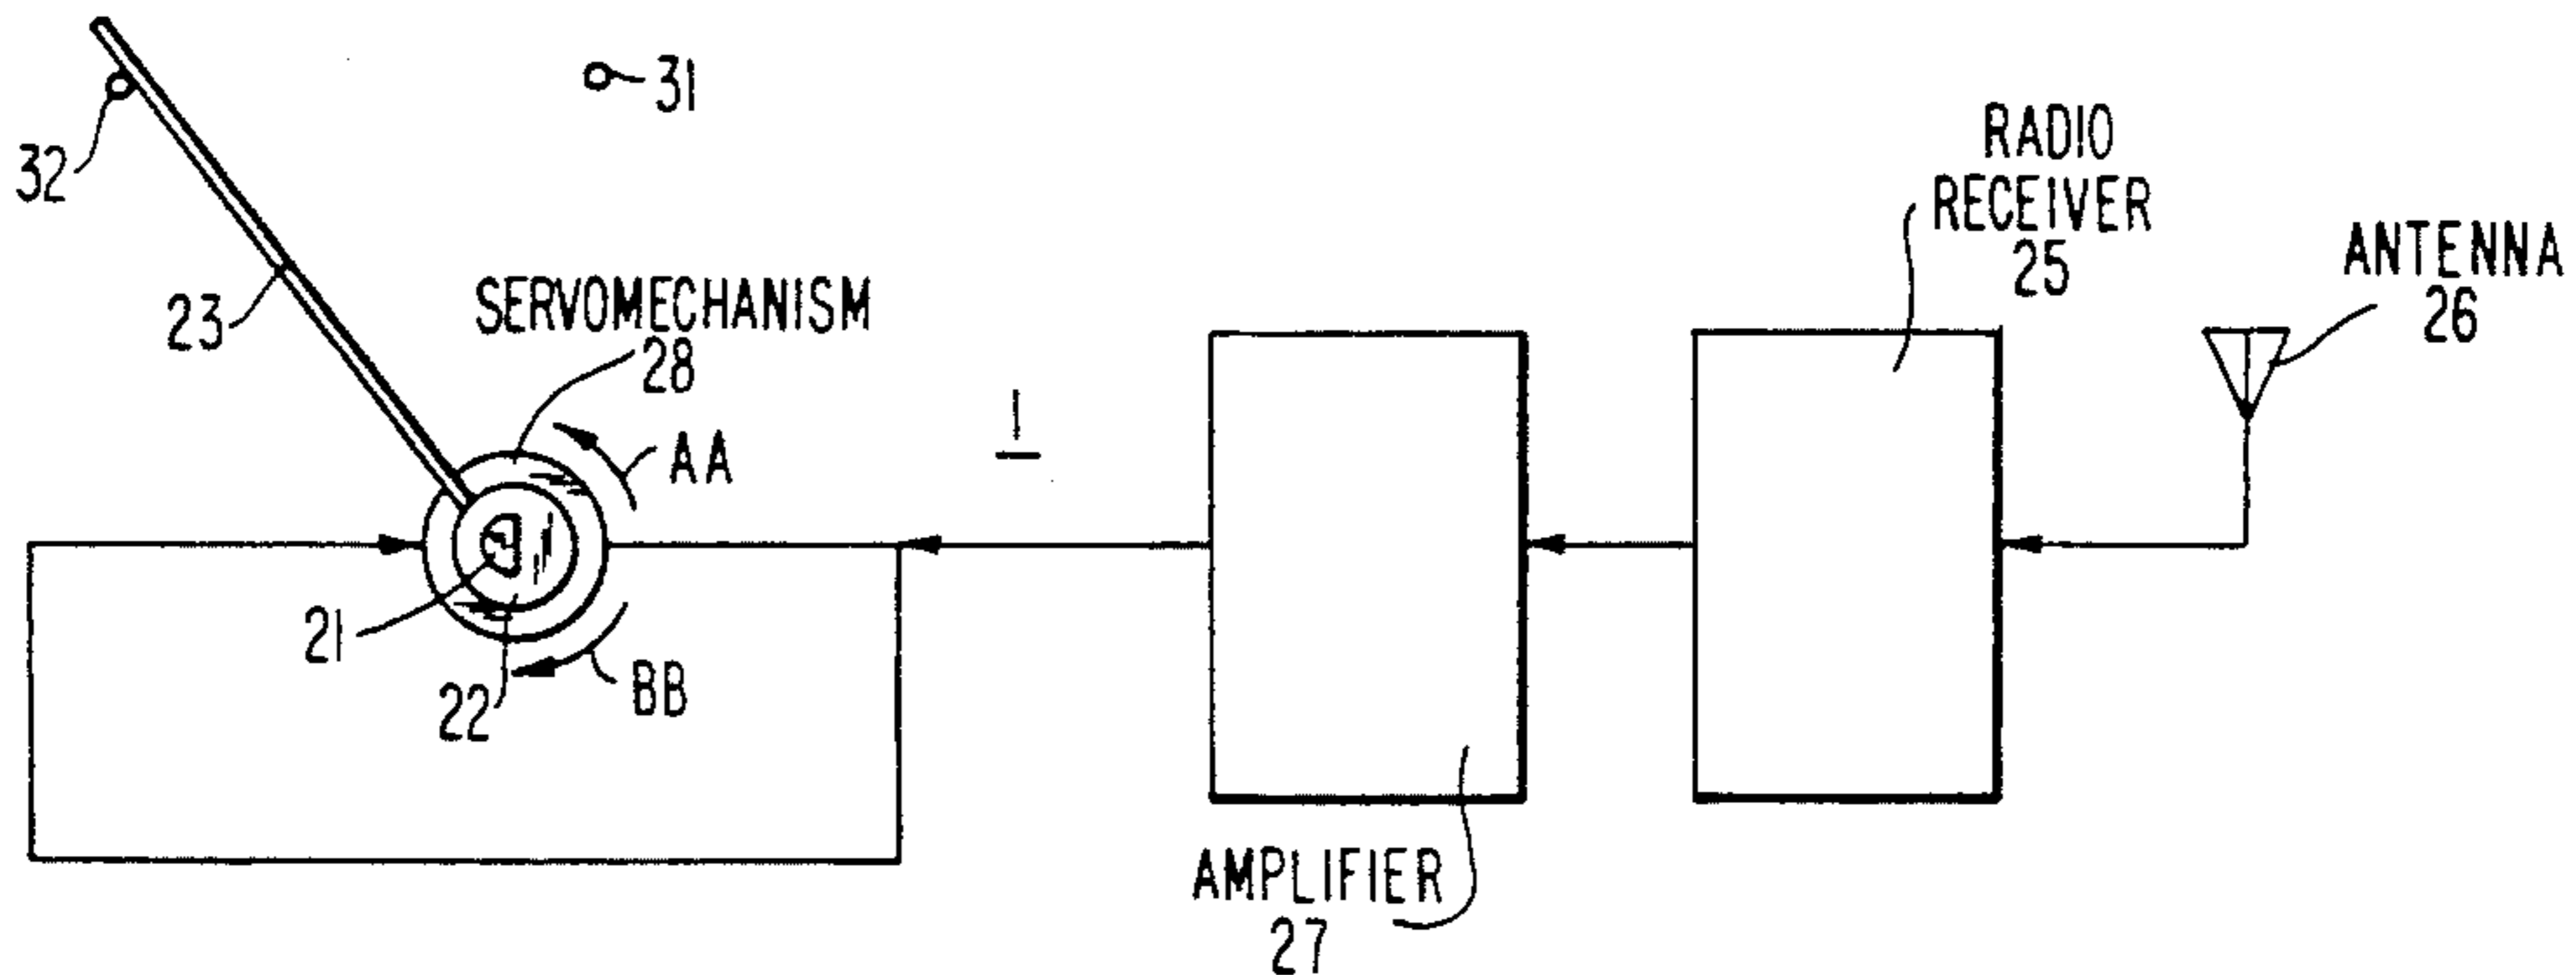 31
32
RADIO
RECEIVER
25
ANTENNA
26
23
SERVOMECHANISM
28
1
AA
21
22
BB
AMPLIFIER
27